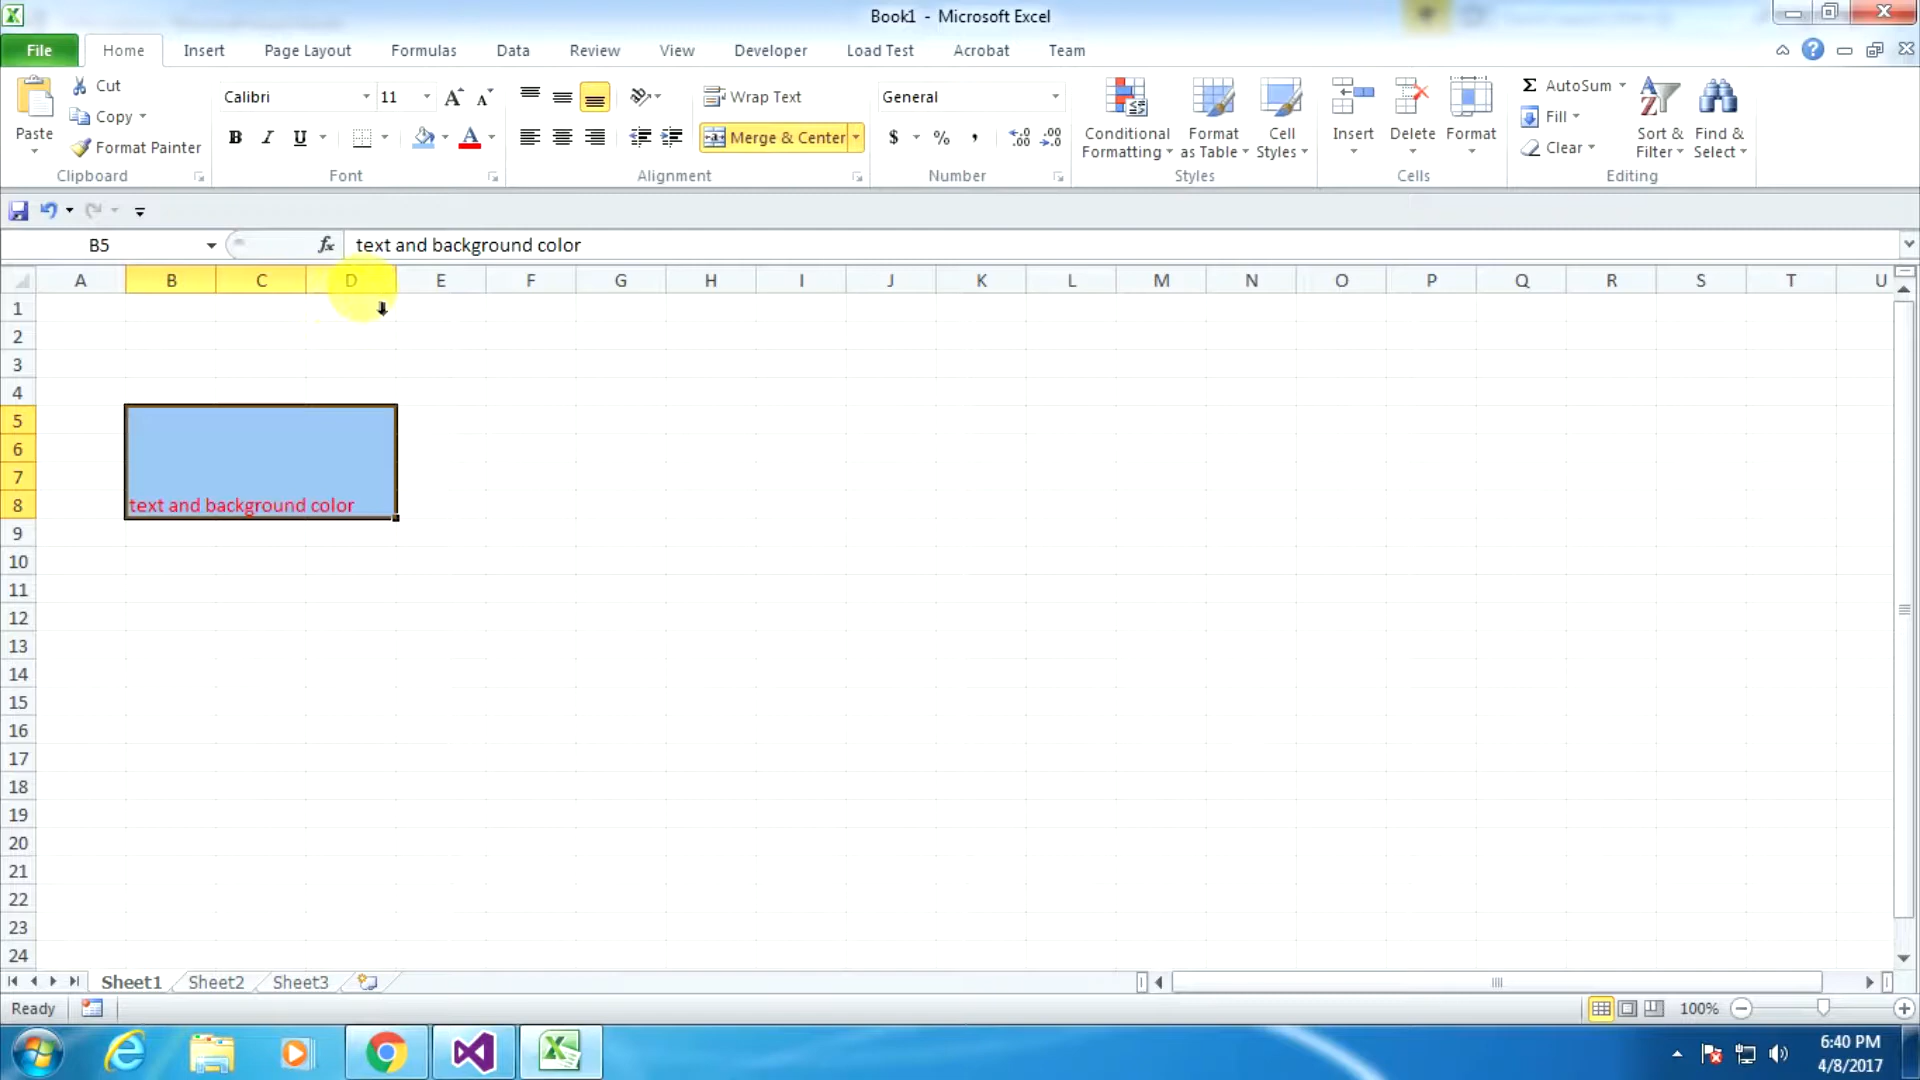 Book1 - Microsoft Excel
File Home Insert Page Layout Formulas Data Review View Developer Load Test Acrobat Team
Paste
Cut
Copy
Format Painter
Clipboard
Calibri 11
B I U A
Font
Wrap Text
Merge & Center
Alignment
General
$ % , .00 .00
Number
Conditional Formatting
Format as Table
Cell Styles
Styles
Insert Delete Format
Cells
Σ AutoSum
Fill
Clear
Sort & Filter
Find & Select
Editing
B5 fx text and background color
A B C D E F G H I J K L M N O P Q R S T U
1
2
3
4
5
6
7
8 text and background color
9
10
11
12
13
14
15
16
17
18
19
20
21
22
23
24
Sheet1 Sheet2 Sheet3
Ready 100%
6:40 PM
4/8/2017